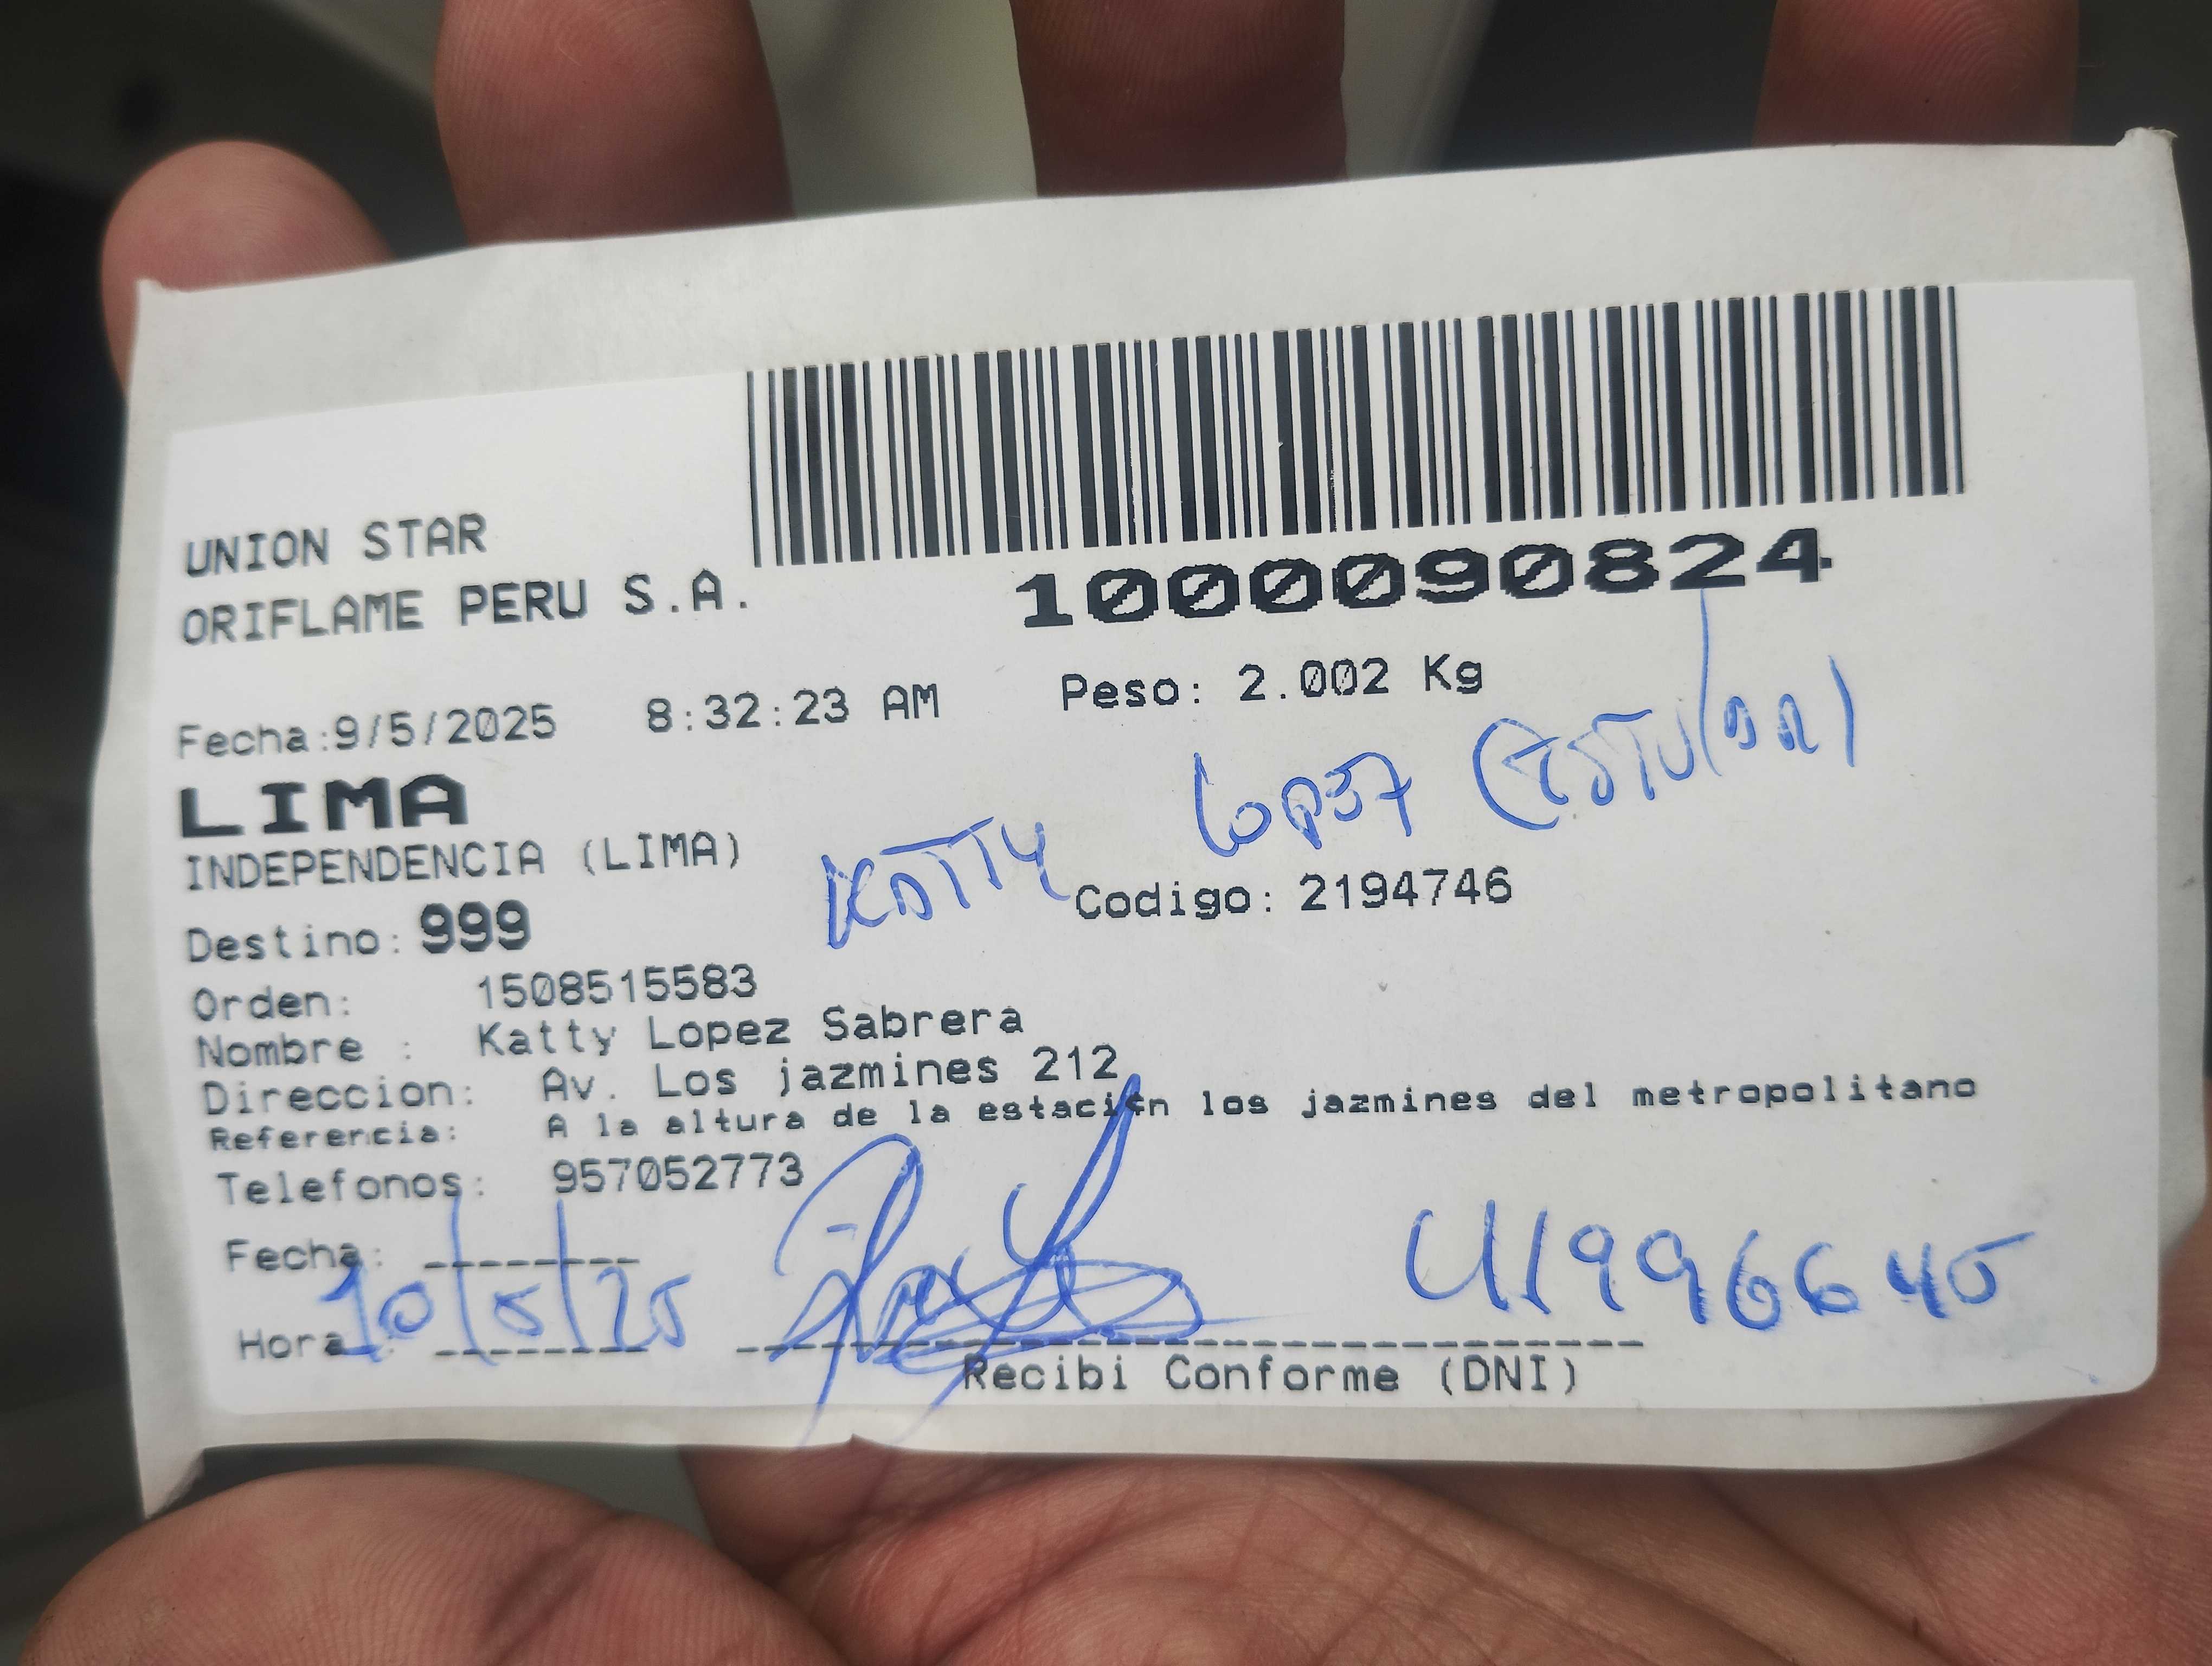 UNION STAR
ORIFLAME PERU S.A.
1000090824
Fecha:9/5/2025 8:32:23 AM Peso: 2.002 Kg
LIMA
INDEPENDENCIA (LIMA)
KATTY LOPEZ (TITULAR)
Destino: 999 Codigo: 2194746
Orden: 1508515583
Nombre : Katty Lopez Sabrera
Direccion: Av. Los jazmines 212
Referencia: A la altura de la estación los jazmines del metropolitano
Telefonos: 957052773
Fecha: 10/5/25
41996645
Hora :
Recibi Conforme (DNI)